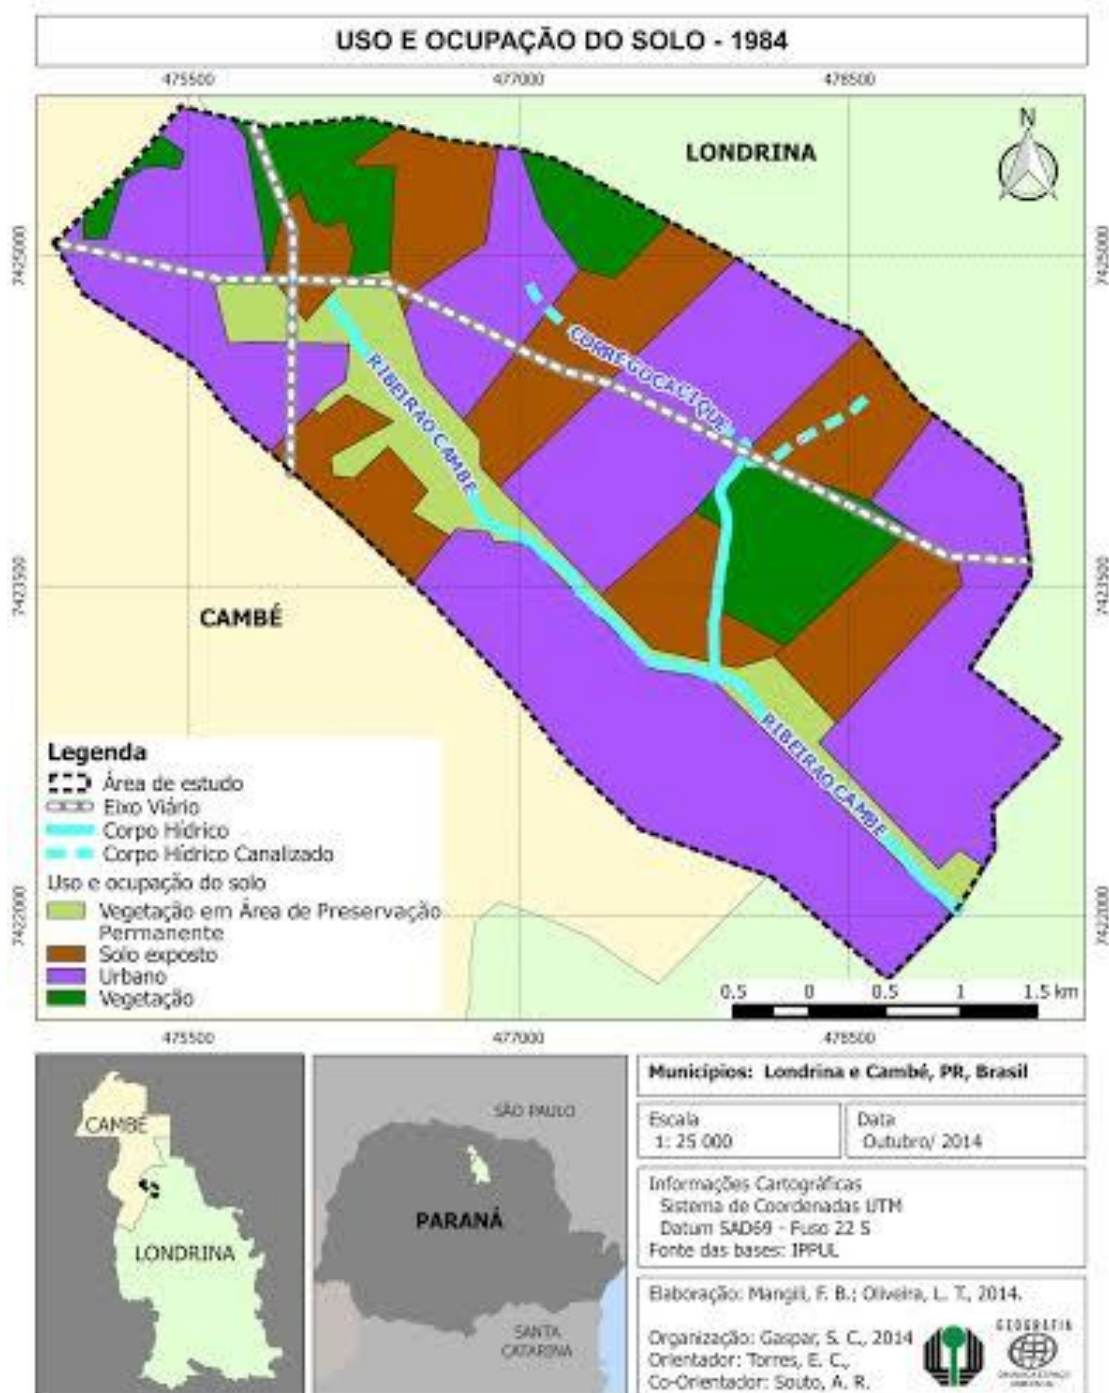 USO E OCUPAÇÃO DO SOLO - 1984
475500 477000 478500
N
LONDRINA
7425000 7425000
CORREGO CACIQUE
RIBEIRAO CAMBE
7423500 7423500
CAMBÉ
RIBEIRAO CAMBE
Legenda
Área de estudo
Eixo Viário
Corpo Hídrico
Corpo Hídrico Canalizado
Uso e ocupação do solo
Vegetação em Área de Preservação
Permanente
Solo exposto
Urbano
Vegetação
7422000 7422000
0.5 0 0.5 1 1.5 km
475500 477000 478500
CAMBÉ
LONDRINA
SÃO PAULO
PARANÁ
SANTA
CATARINA
Municípios: Londrina e Cambé, PR, Brasil
Escala
1: 25 000
Data
Outubro/ 2014
Informações Cartográficas
Sistema de Coordenadas UTM
Datum SAD69 - Fuso 22 S
Fonte das bases: IPPUL
Elaboração: Mangili, F. B.; Oliveira, L. T., 2014.
Organização: Gaspar, S. C., 2014
Orientador: Torres, E. C.,
Co-Orientador: Souto, A. R.
GEOGRAFIA